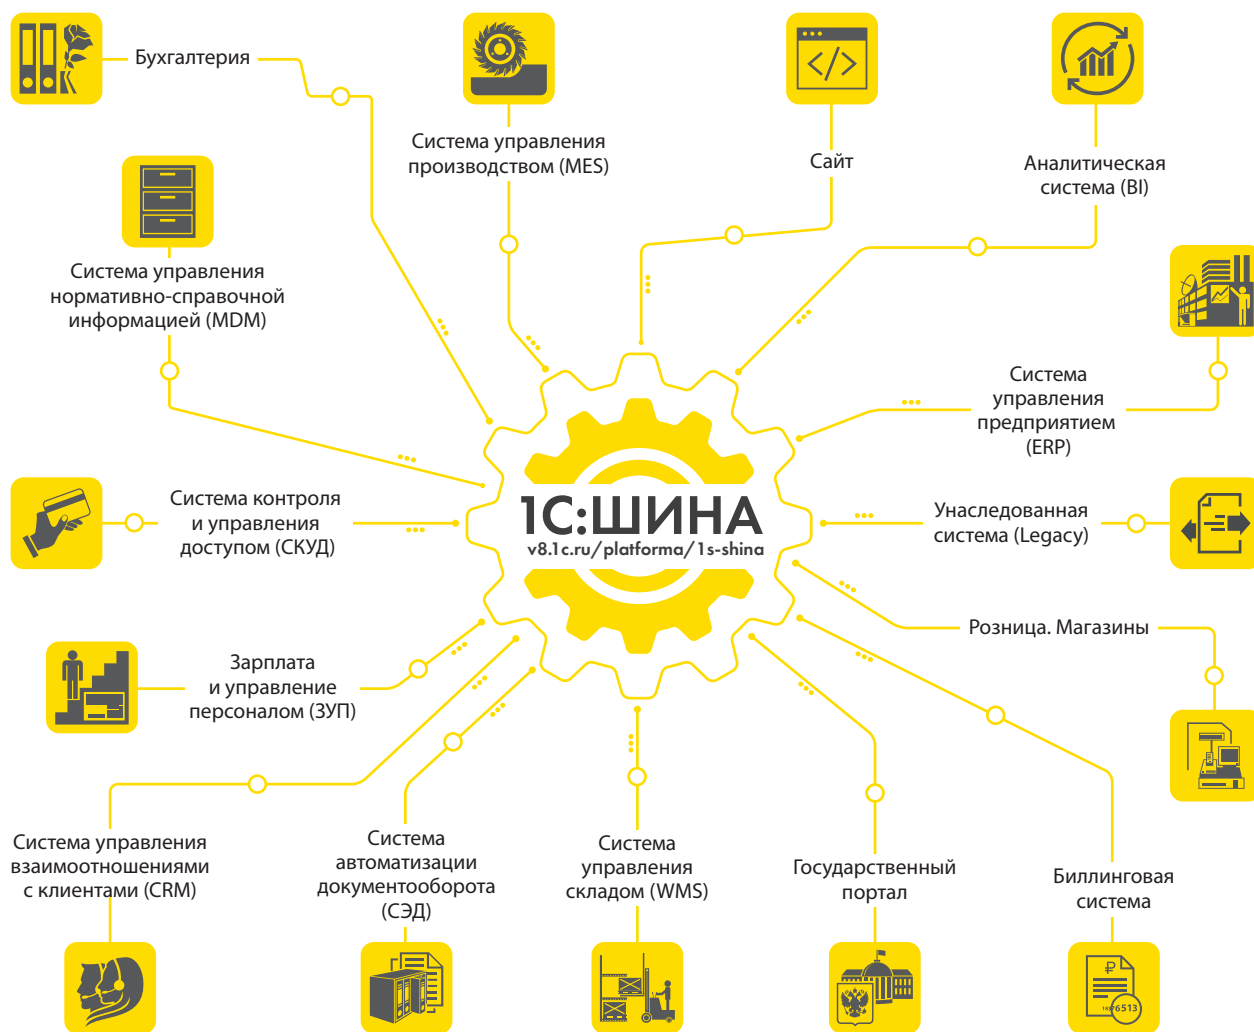 Бухгалтерия
Система управления
производством (MES)
</>
Сайт
Аналитическая
система (BI)
Система управления
нормативно-справочной
информацией (MDM)
Система
управления
предприятием
(ERP)
Система контроля
и управления
доступом (СКУД)
1С:ШИНА
v8.1c.ru/platforma/1s-shina
Унаследованная
система (Legacy)
Розница. Магазины
Зарплата
и управление
персоналом (ЗУП)
Система управления
взаимоотношениями
с клиентами (CRM)
Система
автоматизации
документооборота
(СЭД)
Система
управления
складом (WMS)
Государственный
портал
Биллинговая
система
₽